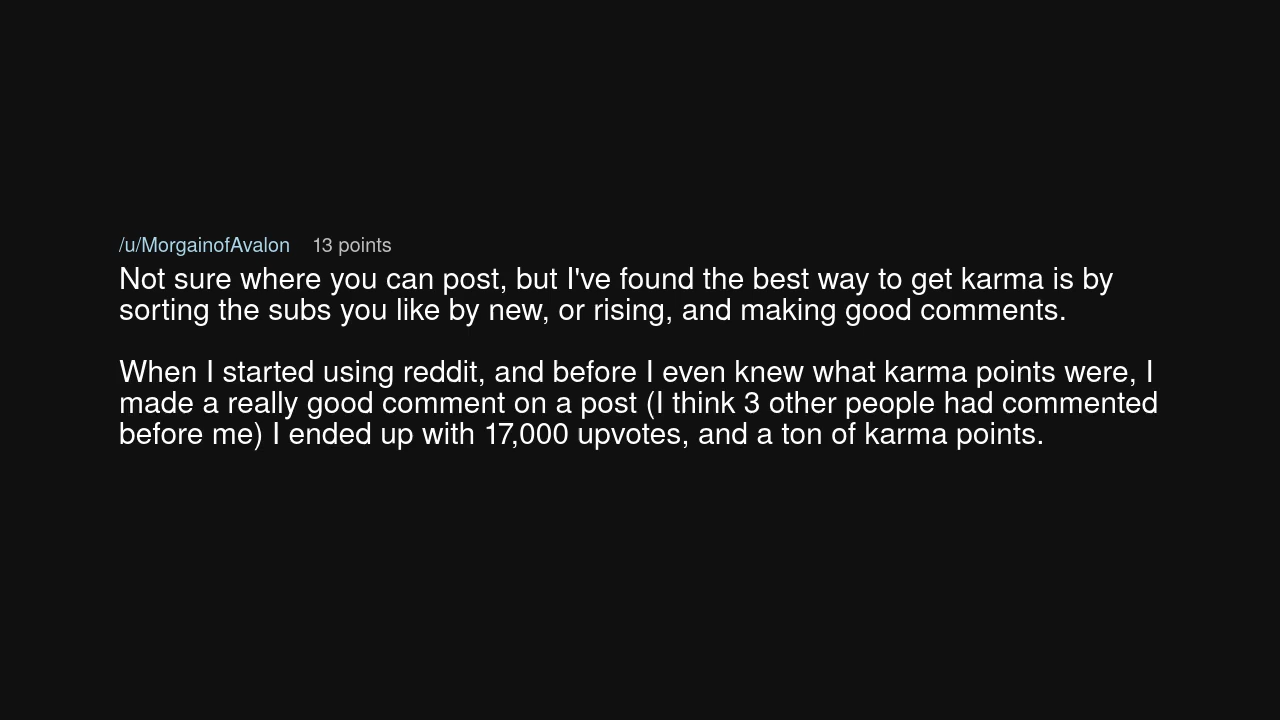 /u/MorgainofAvalon 13 points
Not sure where you can post, but I've found the best way to get karma is by
sorting the subs you like by new, or rising, and making good comments.
When I started using reddit, and before I even knew what karma points were, I
made a really good comment on a post (I think 3 other people had commented
before me) I ended up with 17,000 upvotes, and a ton of karma points.